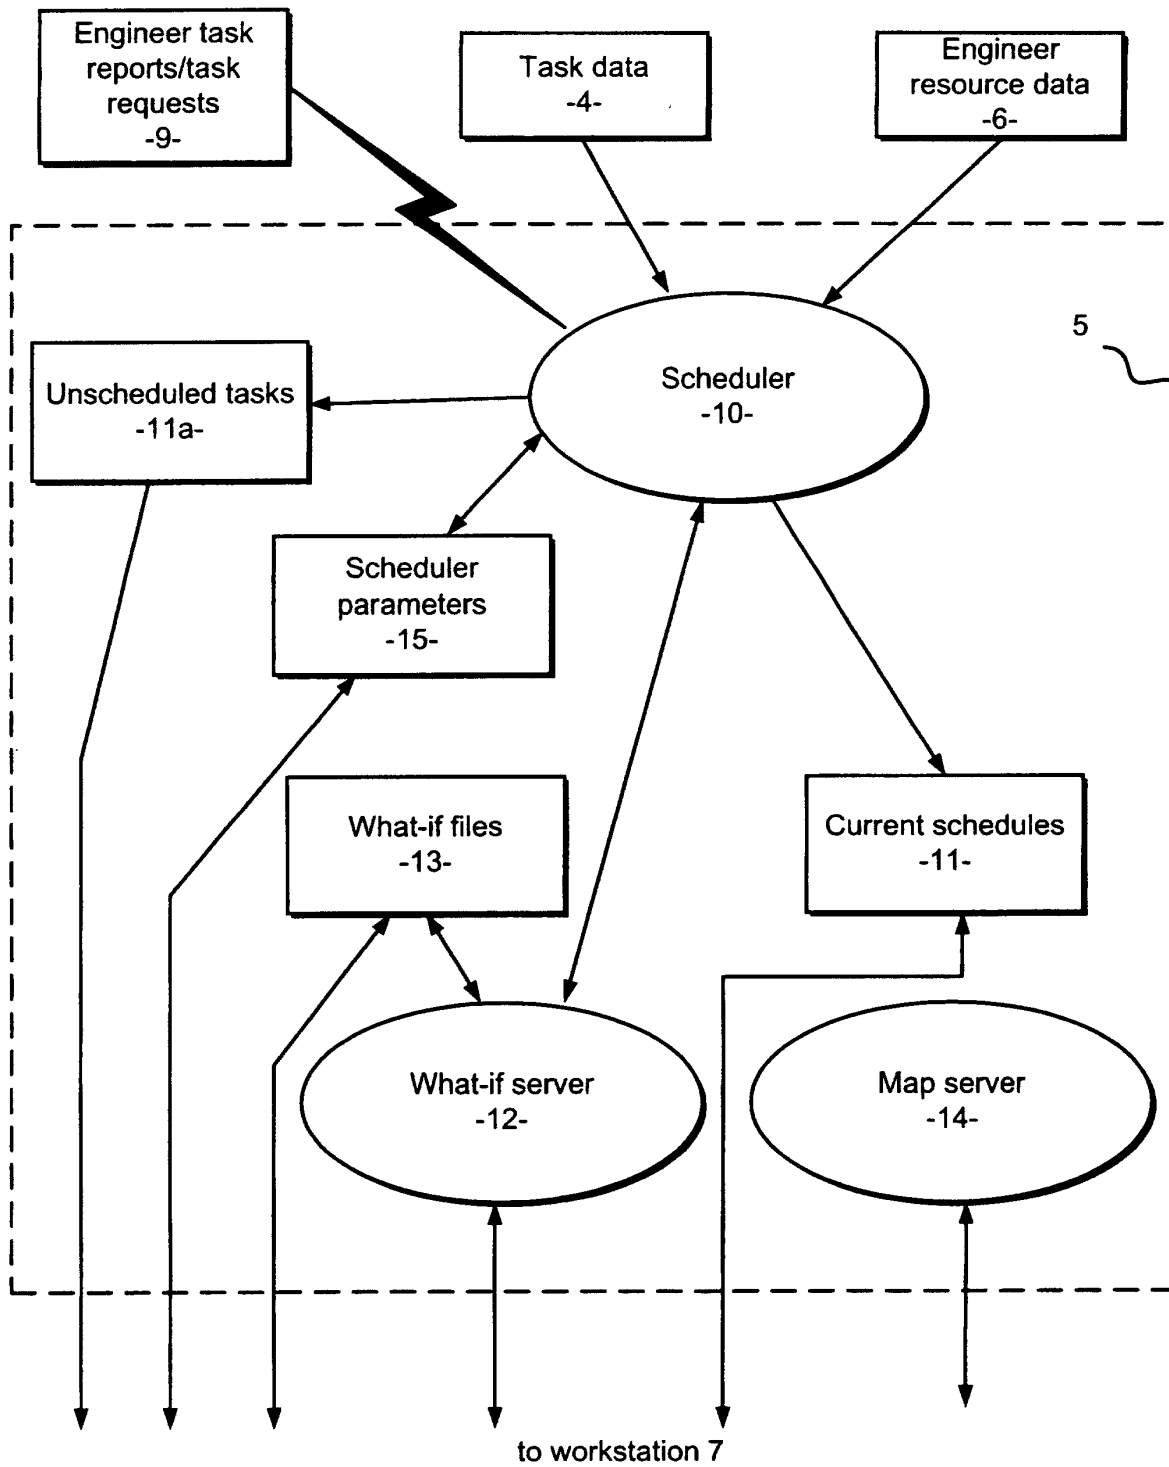 Engineer task
reports/task
requests
-9-
Task data
-4-
Engineer
resource data
-6-
5
Scheduler
-10-
Unscheduled tasks
-11a-
Scheduler
parameters
-15-
What-if files
-13-
Current schedules
-11-
What-if server
-12-
Map server
-14-
to workstation 7